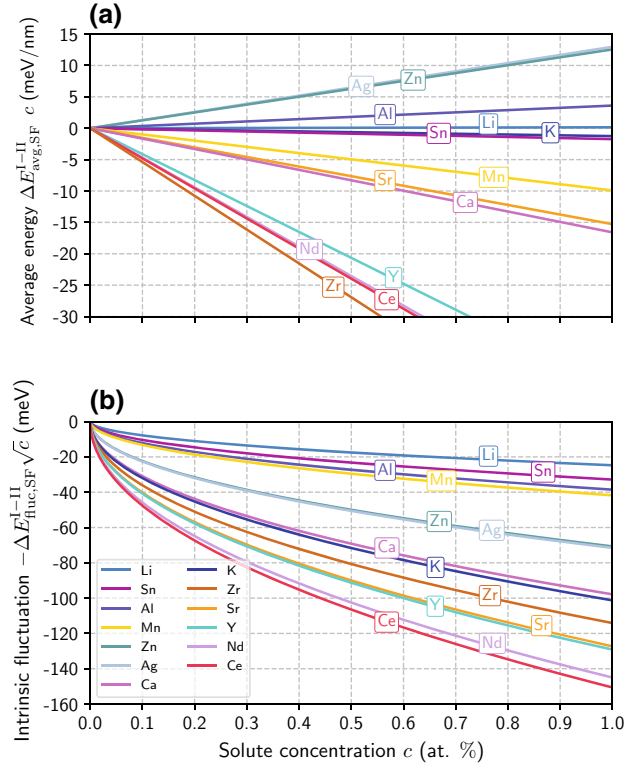 (a)
15
10
5
0
-5
-10
-15
-20
-25
-30
Average energy ΔE^{I−II}_{avg,SF} c (meV/nm)
Ag
Zn
Al
Li
Sn
K
Mn
Sr
Ca
Nd
Y
Zr
Ce
(b)
0
-20
-40
-60
-80
-100
-120
-140
-160
Intrinsic fluctuation −ΔE^{I−II}_{fluc,SF}√c (meV)
Li
Sn
Al
Mn
Zn
Ag
Ca
K
Zr
Y
Sr
Ce
Nd
Li
Sn
Al
Mn
Zn
Ag
Ca
K
Zr
Sr
Y
Nd
Ce
0.0 0.1 0.2 0.3 0.4 0.5 0.6 0.7 0.8 0.9 1.0
Solute concentration c (at. %)